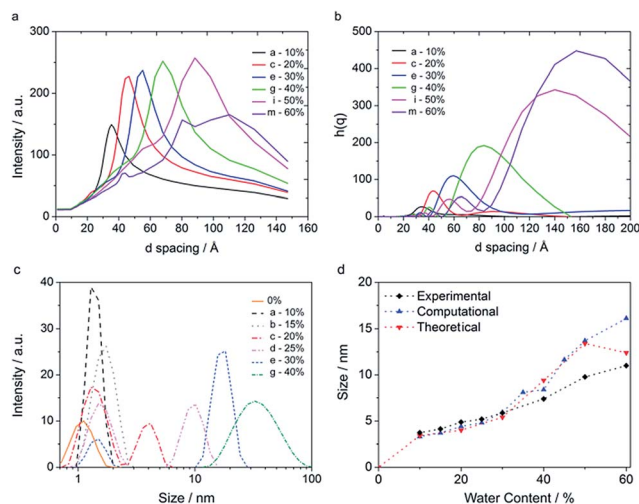 a
300
250
200
150
100
50
0
Intensity / a.u.
0 20 40 60 80 100 120 140 160
d spacing / Å
a - 10%
c - 20%
e - 30%
g - 40%
i - 50%
m - 60%
b
500
400
300
200
100
0
h(q)
0 20 40 60 80 100 120 140 160 180 200
d spacing / Å
a - 10%
c - 20%
e - 30%
g - 40%
i - 50%
m - 60%
c
40
30
20
10
0
Intensity / a.u.
1 10 100
Size / nm
0%
a - 10%
b - 15%
c - 20%
d - 25%
e - 30%
g - 40%
d
20
15
10
5
0
Size / nm
0 10 20 30 40 50 60
Water Content / %
Experimental
Computational
Theoretical